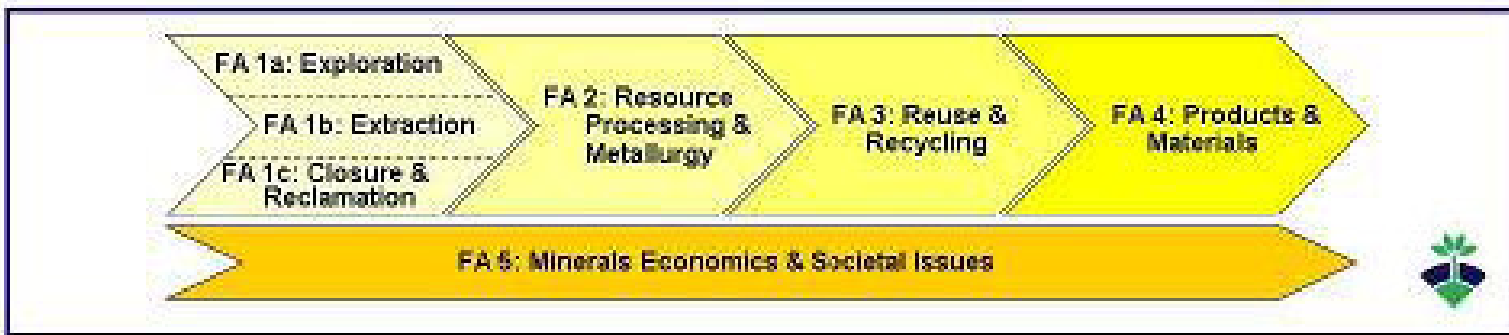 FA 1a: Exploration
FA 1b: Extraction
FA 1c: Closure &
Reclamation
FA 2: Resource
Processing &
Metallurgy
FA 3: Reuse &
Recycling
FA 4: Products &
Materials
FA 5: Minerals Economics & Societal Issues